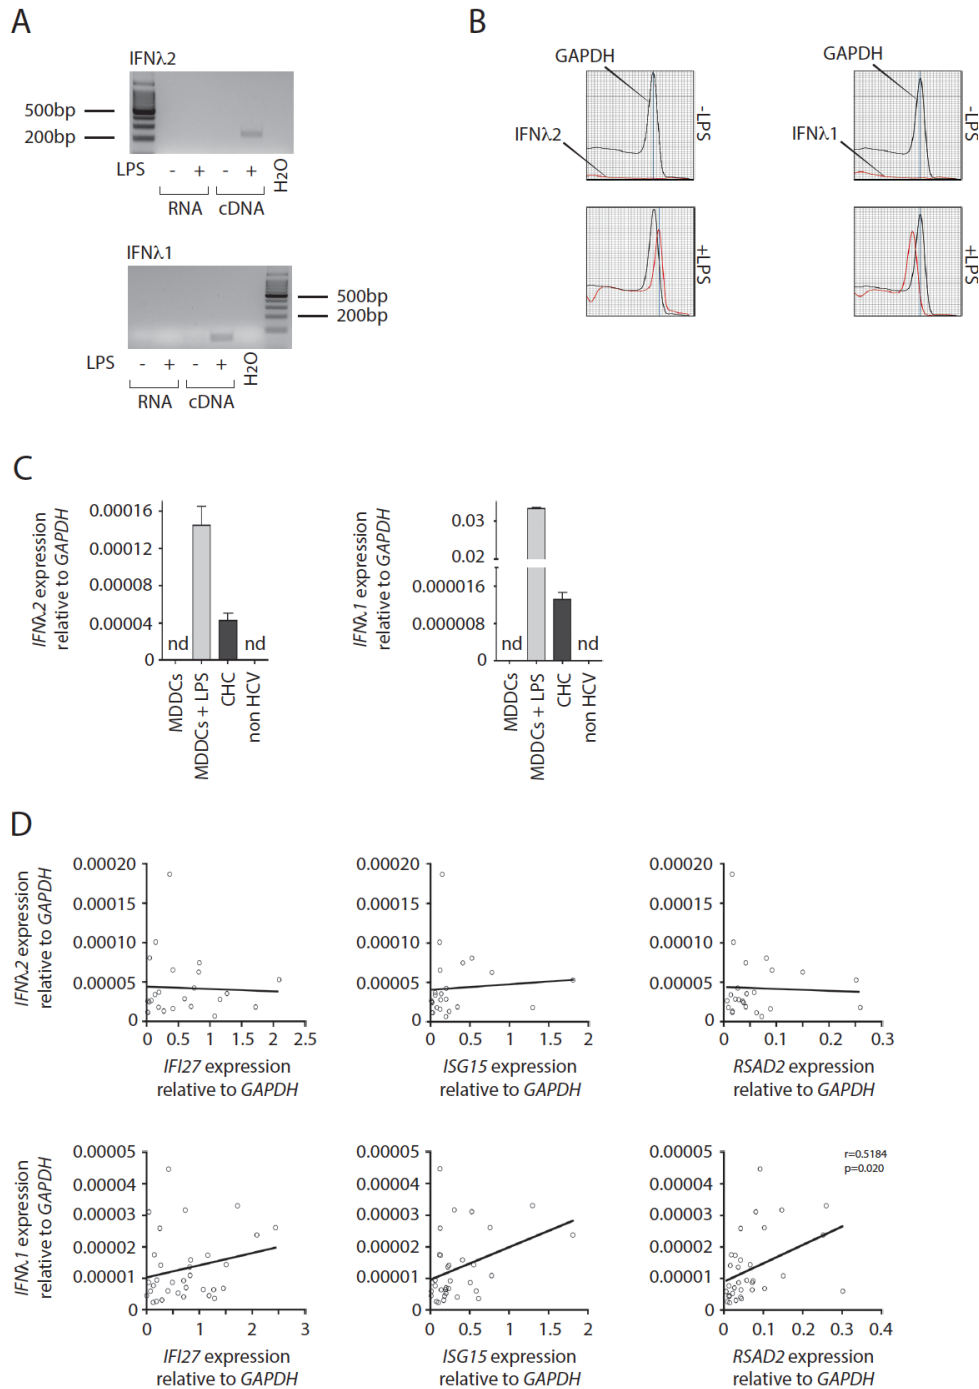 A
IFNλ2
500bp
200bp
LPS - + - + H2O
RNA cDNA
IFNλ1
500bp
200bp
LPS - + - + H2O
RNA cDNA
B
GAPDH
IFNλ2
-LPS
+LPS
GAPDH
IFNλ1
-LPS
+LPS
C
IFNλ2 expression
relative to GAPDH
0.00016
0.00012
0.00008
0.00004
0
nd
nd
MDDCs
MDDCs + LPS
CHC
non HCV
IFNλ1 expression
relative to GAPDH
0.03
0.02
0.000016
0.000008
0
nd
nd
MDDCs
MDDCs + LPS
CHC
non HCV
D
IFNλ2 expression
relative to GAPDH
0.00020
0.00015
0.00010
0.00005
0
0 0.5 1 1.5 2.0 2.5
IFI27 expression
relative to GAPDH
0.00020
0.00015
0.00010
0.00005
0
0 0.5 1 1.5 2
ISG15 expression
relative to GAPDH
0.00020
0.00015
0.00010
0.00005
0
0 0.1 0.2 0.3
RSAD2 expression
relative to GAPDH
IFNλ1 expression
relative to GAPDH
0.00005
0.00004
0.00003
0.00002
0.00001
0
0 1 2 3
IFI27 expression
relative to GAPDH
0.00005
0.00004
0.00003
0.00002
0.00001
0
0 0.5 1 1.5 2
ISG15 expression
relative to GAPDH
0.00005
0.00004
0.00003
0.00002
0.00001
0
r=0.5184
p=0.020
0 0.1 0.2 0.3 0.4
RSAD2 expression
relative to GAPDH